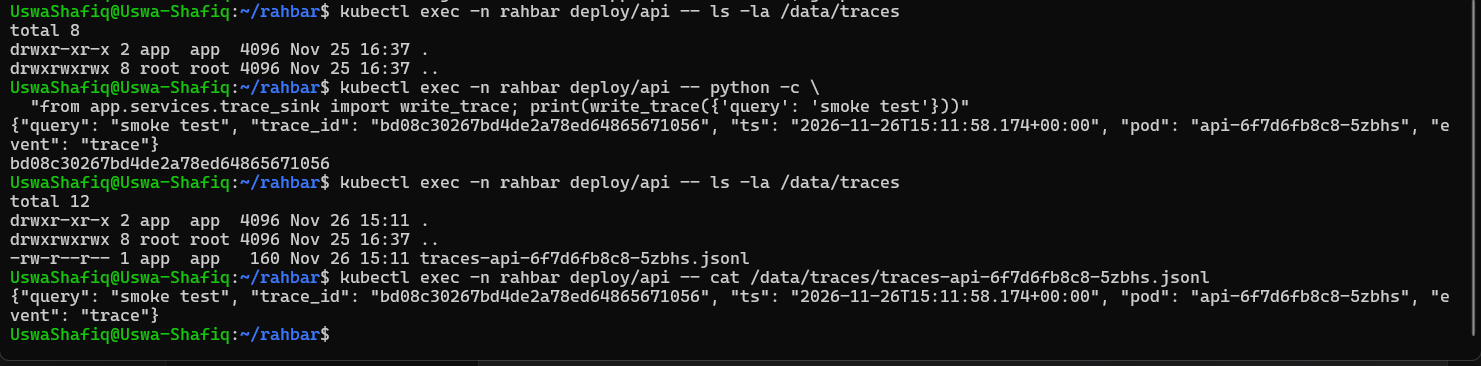 UswaShafiq@Uswa-Shafiq:~/rahbar$ kubectl exec -n rahbar deploy/api -- ls -la /data/traces
total 8
drwxr-xr-x 2 app  app  4096 Nov 25 16:37 .
drwxrwxrwx 8 root root 4096 Nov 25 16:37 ..
UswaShafiq@Uswa-Shafiq:~/rahbar$ kubectl exec -n rahbar deploy/api -- python -c \
  "from app.services.trace_sink import write_trace; print(write_trace({'query': 'smoke test'}))"
{"query": "smoke test", "trace_id": "bd08c30267bd4de2a78ed64865671056", "ts": "2026-11-26T15:11:58.174+00:00", "pod": "api-6f7d6fb8c8-5zbhs", "e
vent": "trace"}
bd08c30267bd4de2a78ed64865671056
UswaShafiq@Uswa-Shafiq:~/rahbar$ kubectl exec -n rahbar deploy/api -- ls -la /data/traces
total 12
drwxr-xr-x 2 app  app  4096 Nov 26 15:11 .
drwxrwxrwx 8 root root 4096 Nov 25 16:37 ..
-rw-r--r-- 1 app  app   160 Nov 26 15:11 traces-api-6f7d6fb8c8-5zbhs.jsonl
UswaShafiq@Uswa-Shafiq:~/rahbar$ kubectl exec -n rahbar deploy/api -- cat /data/traces/traces-api-6f7d6fb8c8-5zbhs.jsonl
{"query": "smoke test", "trace_id": "bd08c30267bd4de2a78ed64865671056", "ts": "2026-11-26T15:11:58.174+00:00", "pod": "api-6f7d6fb8c8-5zbhs", "e
vent": "trace"}
UswaShafiq@Uswa-Shafiq:~/rahbar$